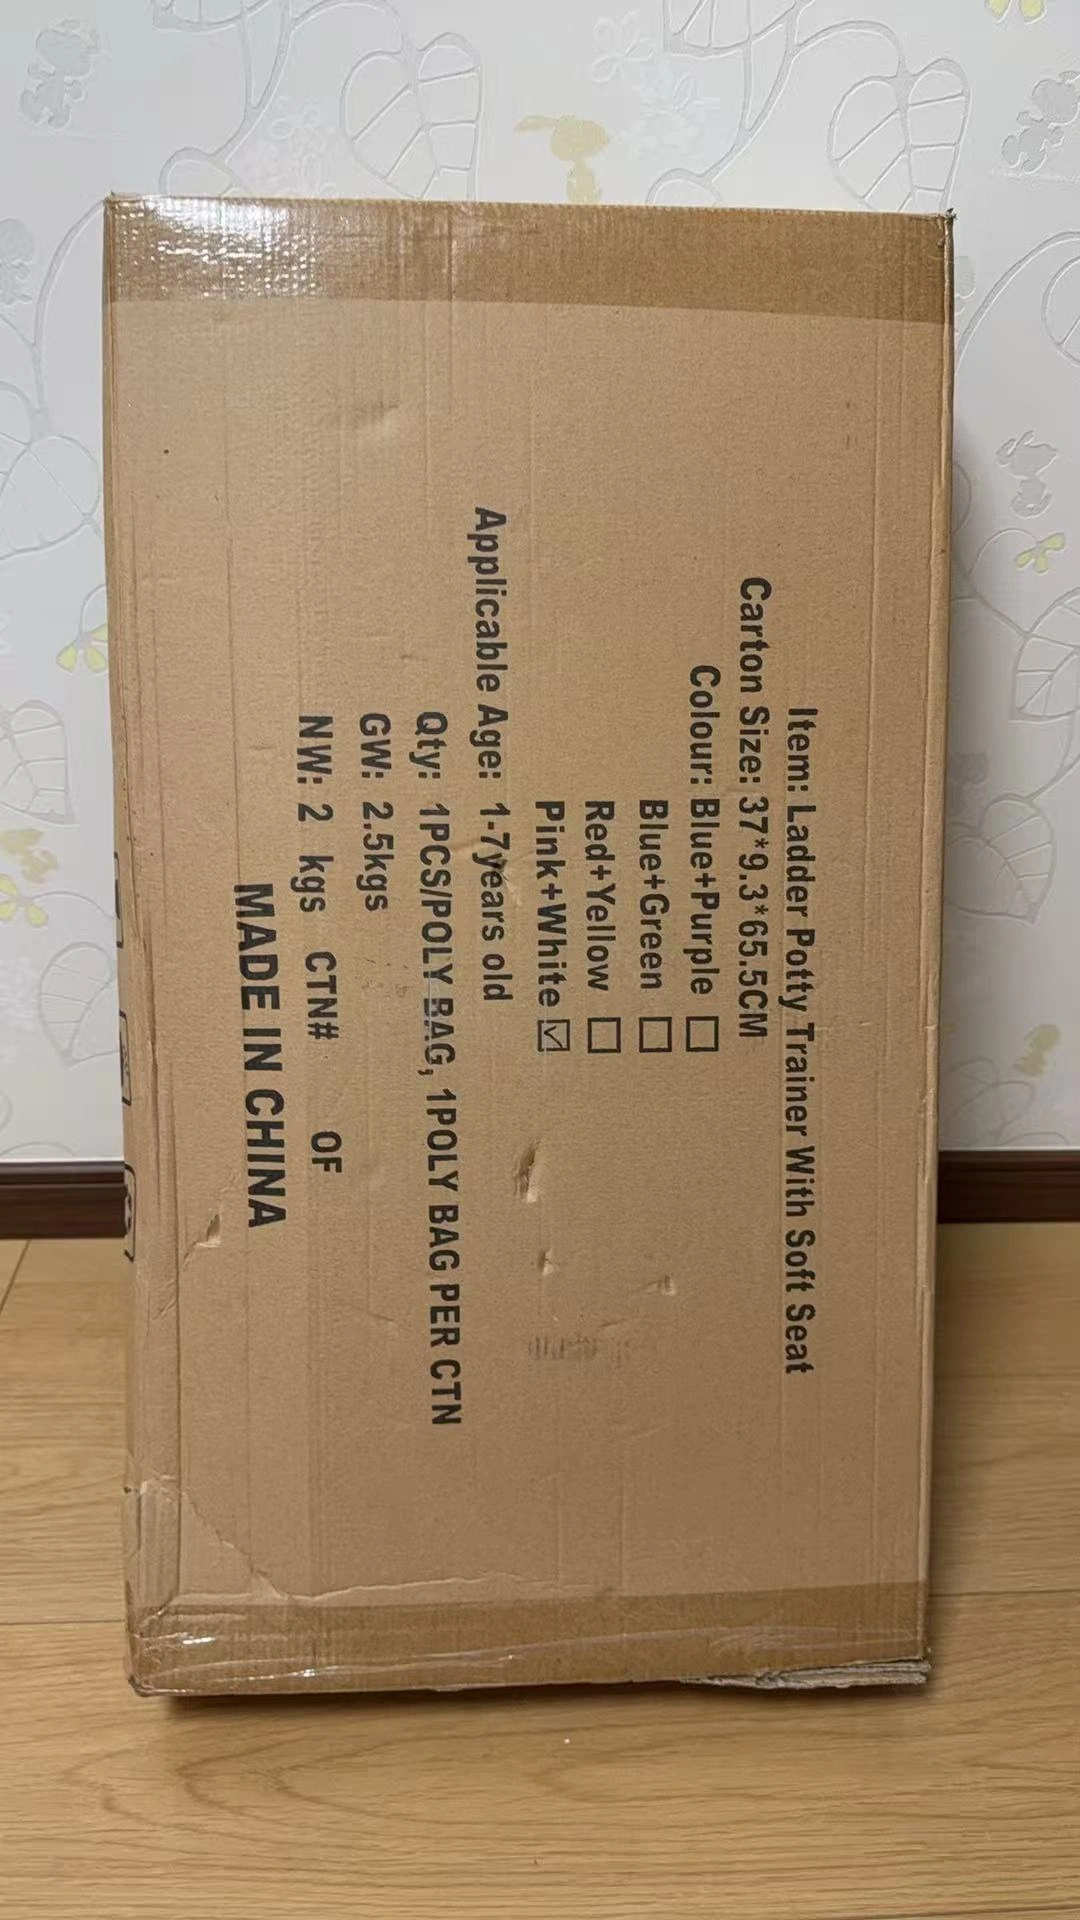 Item: Ladder Potty Trainer With Soft Seat
Carton Size: 37*9.3*65.5CM
Colour: Blue+Purple ☐
Blue+Green ☐
Red+Yellow ☐
Pink+White ☑
Applicable Age: 1-7years old
Qty: 1PCS/POLY BAG, 1POLY BAG PER CTN
GW: 2.5kgs
NW: 2 kgs CTN# OF
MADE IN CHINA